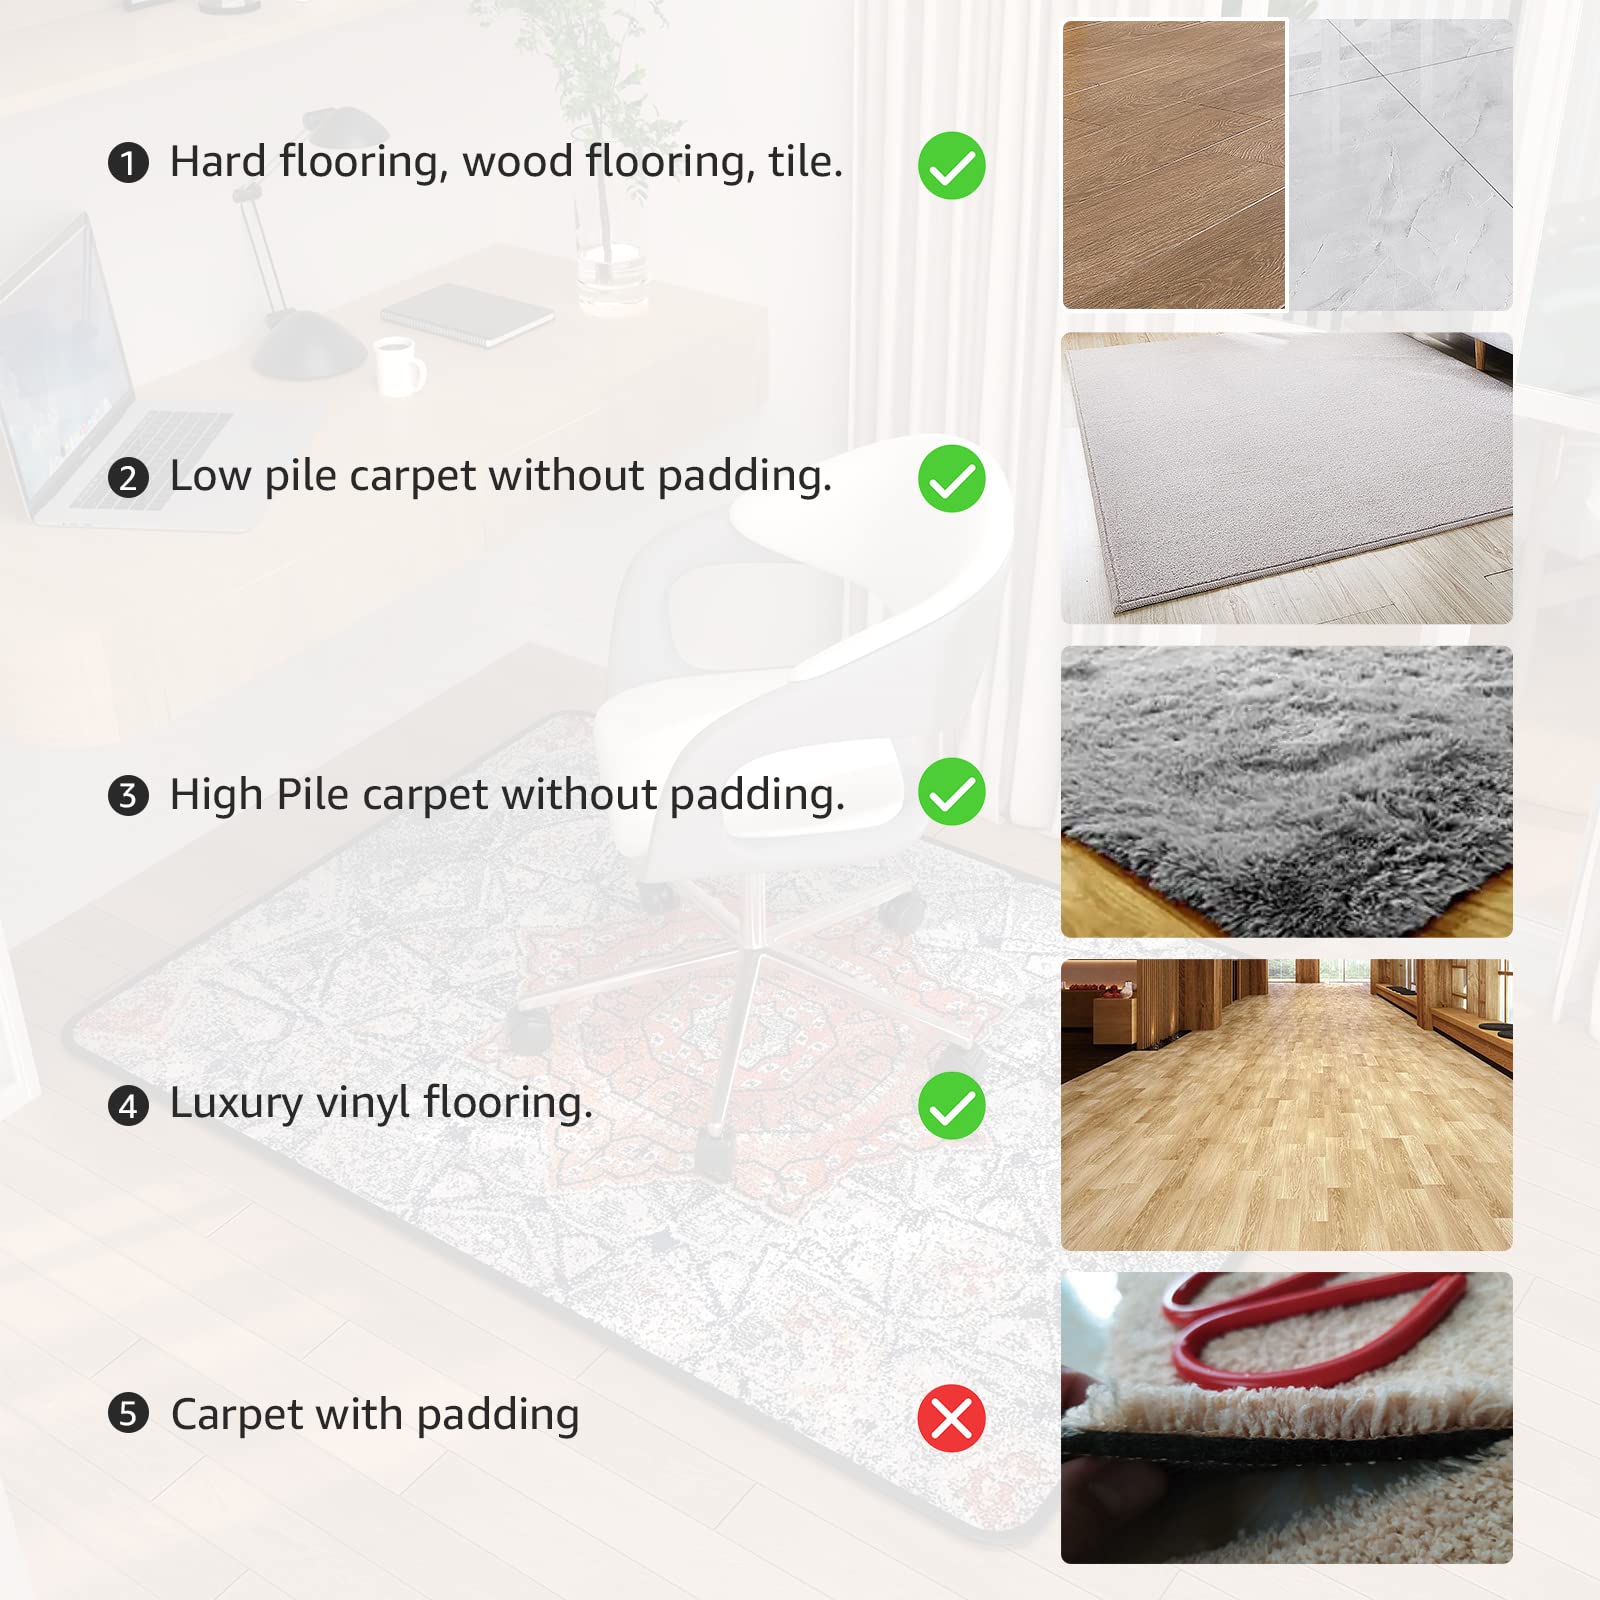 1 Hard flooring, wood flooring, tile.
2 Low pile carpet without padding.
3 High Pile carpet without padding.
4 Luxury vinyl flooring.
5 Carpet with padding